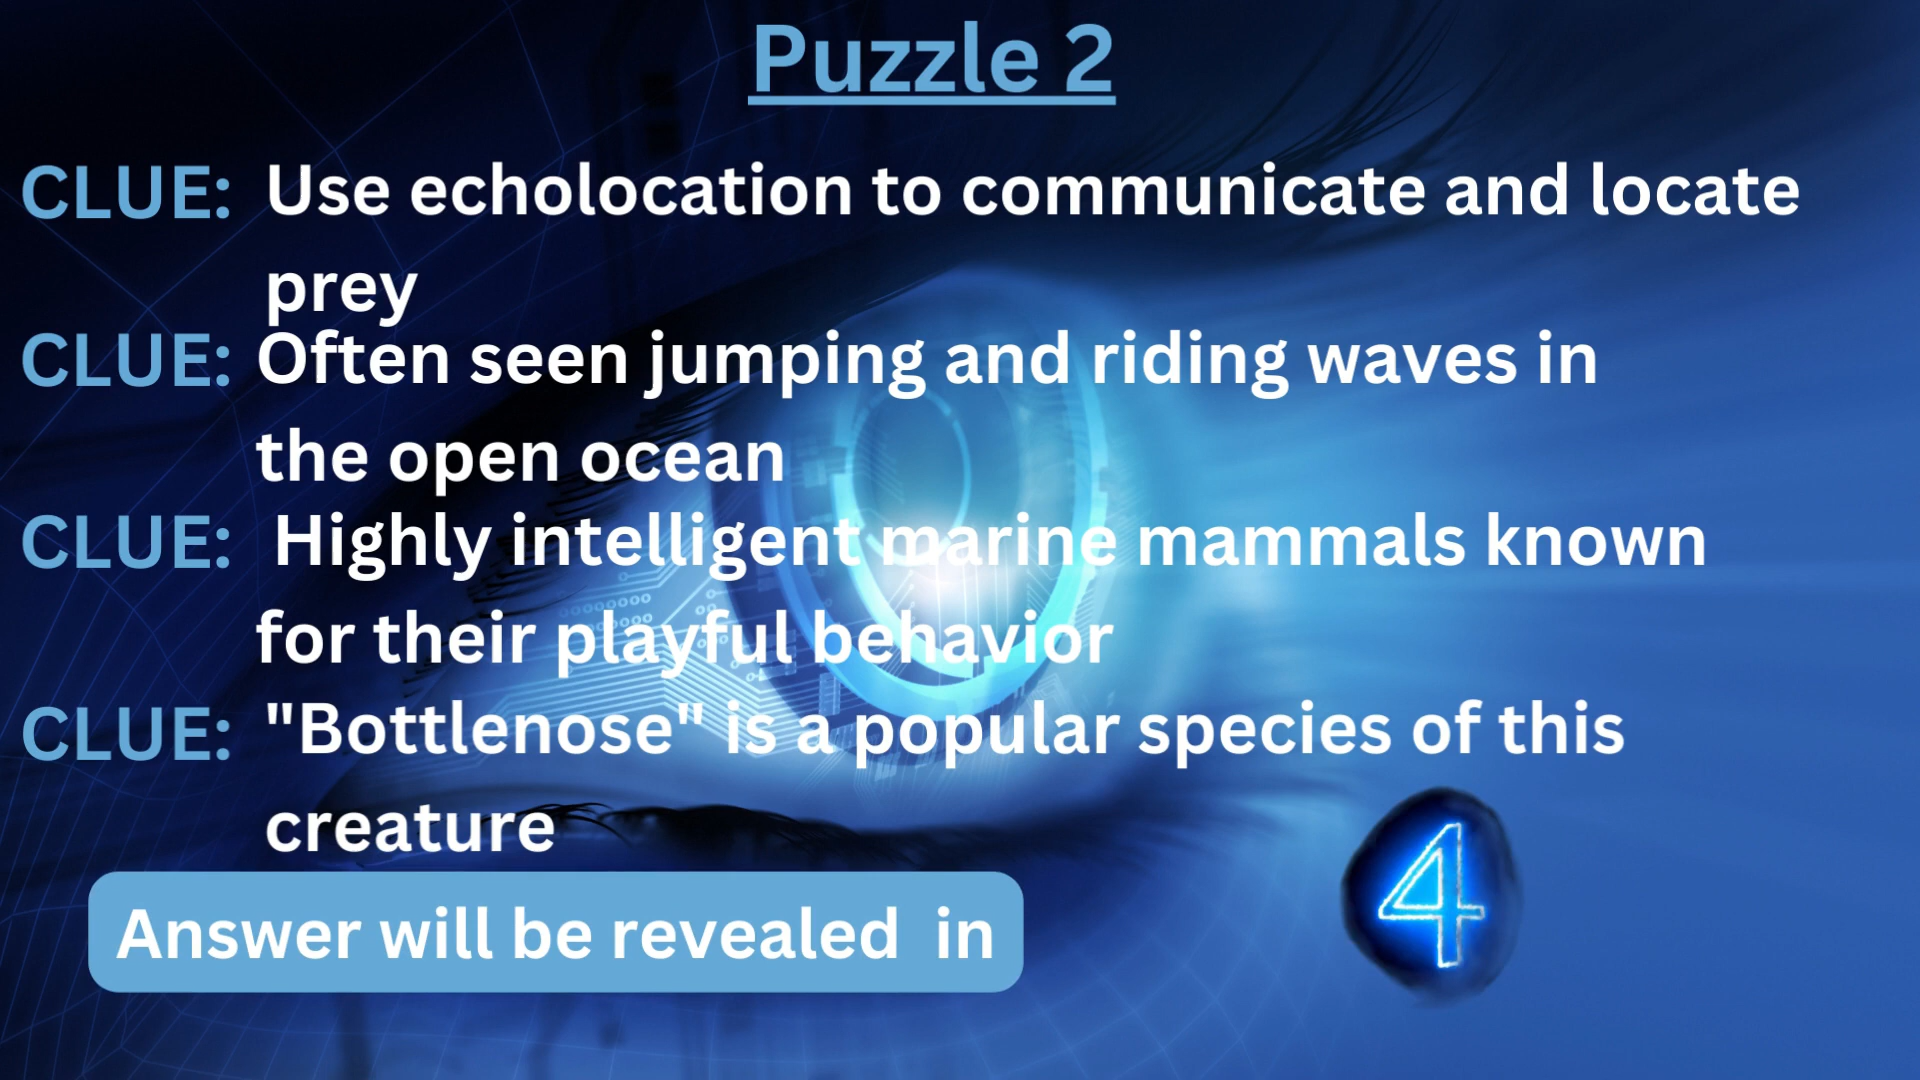 Puzzle 2
CLUE: Use echolocation to communicate and locate
prey
CLUE: Often seen jumping and riding waves in
the open ocean
CLUE: Highly intelligent marine mammals known
for their playful behavior
CLUE: "Bottlenose" is a popular species of this
creature
Answer will be revealed in
4